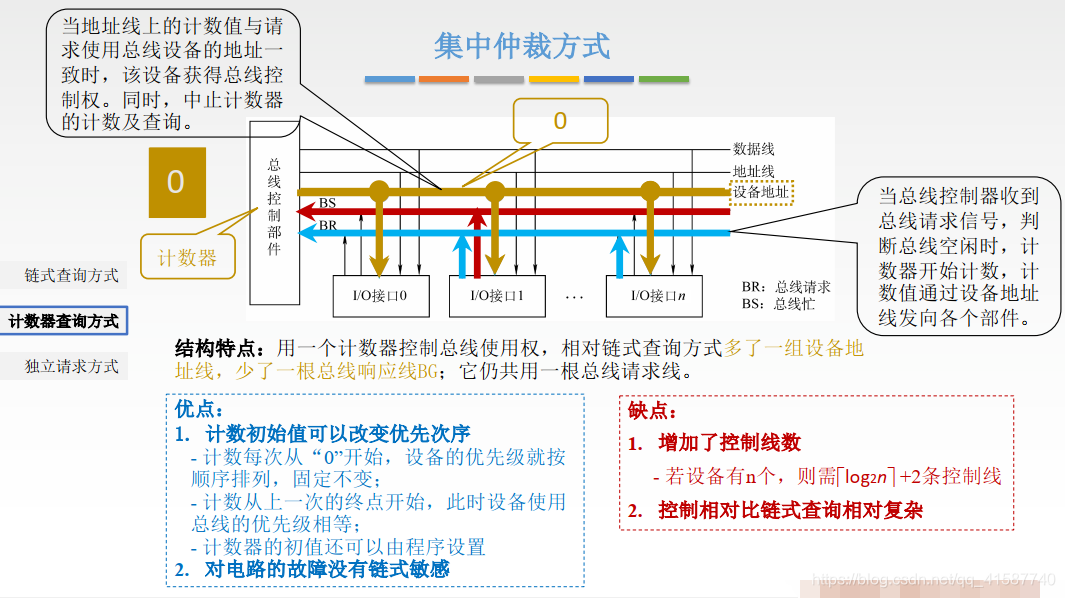 当地址线上的计数值与请
求使用总线设备的地址一
致时，该设备获得总线控
制权。同时，中止计数器
的计数及查询。
集中仲裁方式
0
0
计数器
总
线
控
制
部
件
数据线
地址线
设备地址
BS
BR
I/O接口0
I/O接口1
···
I/O接口n
BR：总线请求
BS：总线忙
当总线控制器收到
总线请求信号，判
断总线空闲时，计
数器开始计数，计
数值通过设备地址
线发向各个部件。
链式查询方式
计数器查询方式
独立请求方式
结构特点：用一个计数器控制总线使用权，相对链式查询方式多了一组设备地
址线，少了一根总线响应线BG；它仍共用一根总线请求线。
优点：
1. 计数初始值可以改变优先次序
- 计数每次从“0”开始，设备的优先级就按
顺序排列，固定不变；
- 计数从上一次的终点开始，此时设备使用
总线的优先级相等；
- 计数器的初值还可以由程序设置
2. 对电路的故障没有链式敏感
缺点：
1. 增加了控制线数
- 若设备有n个，则需⌈log2n⌉+2条控制线
2. 控制相对比链式查询相对复杂
https://blog.csdn.net/qq_41587740